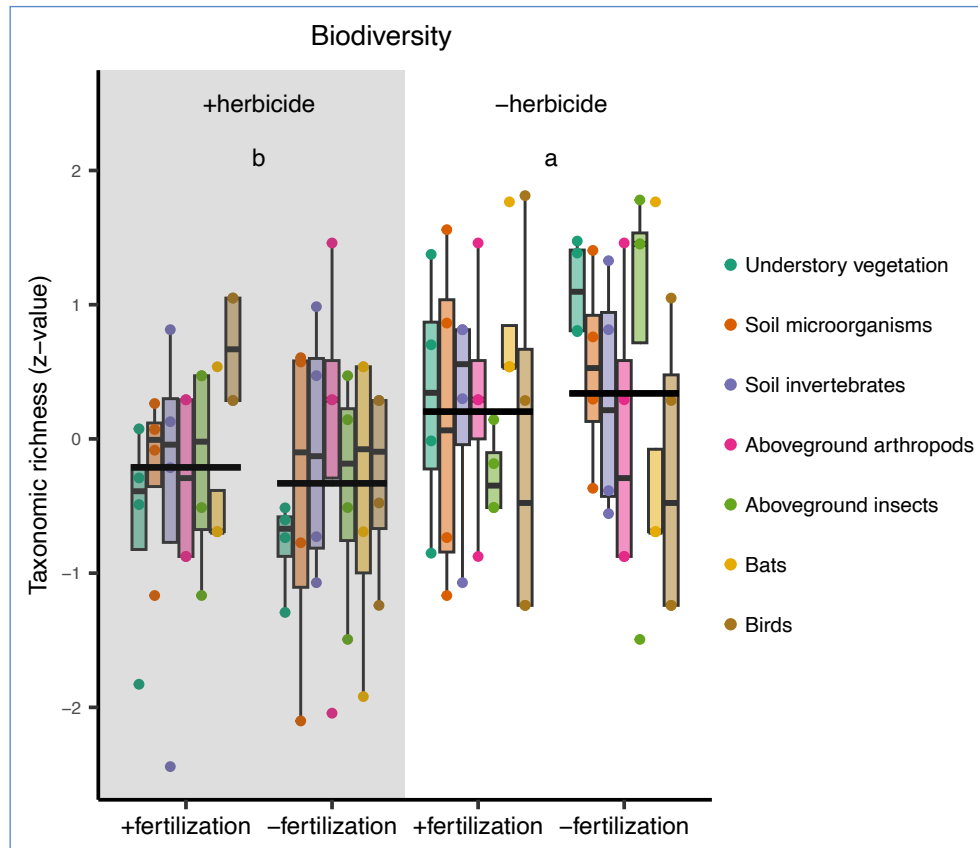 Biodiversity
+herbicide
−herbicide
b
a
Taxonomic richness (z−value)
2
1
0
−1
−2
+fertilization
−fertilization
+fertilization
−fertilization
Understory vegetation
Soil microorganisms
Soil invertebrates
Aboveground arthropods
Aboveground insects
Bats
Birds